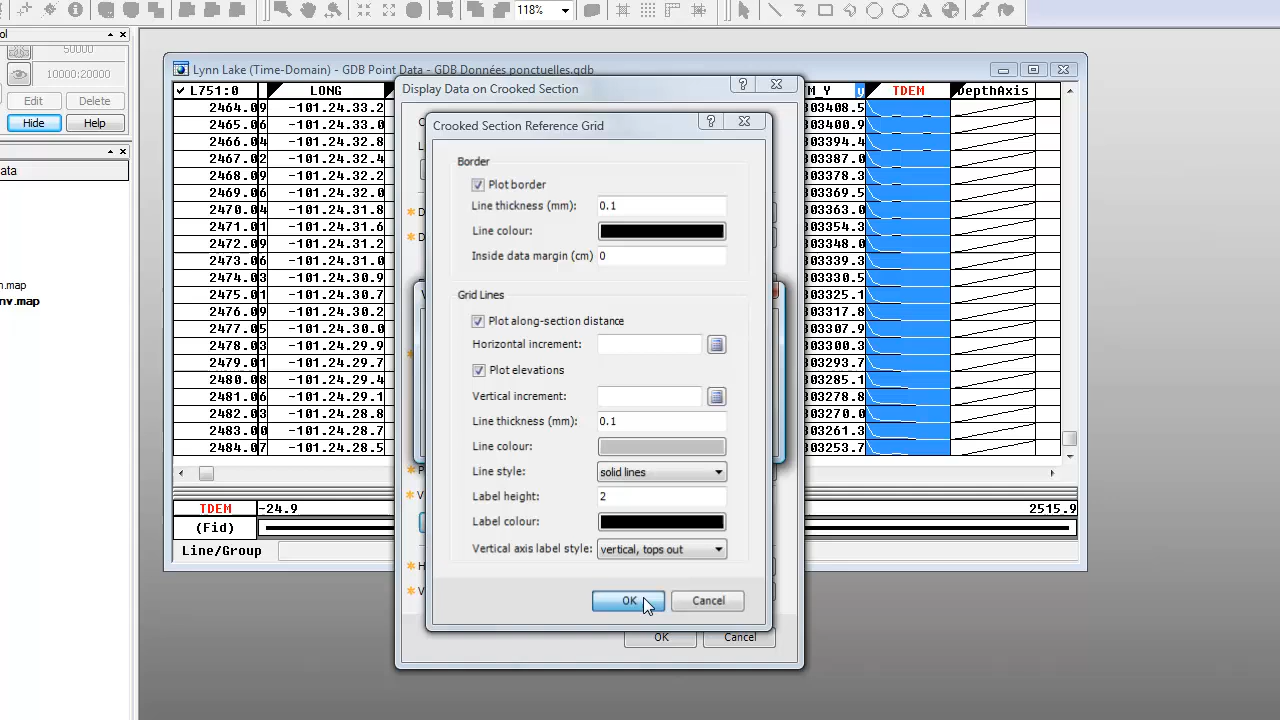 118%
ol
50000
10000:20000
Edit Delete
Hide Help
ata
n.map
nv.map
Lynn Lake (Time-Domain) - GDB Point Data - GDB Données ponctuelles.gdb
L751:0 LONG M_Y y TDEM DepthAxis
2464.09 -101.24.33.2 303408.5
2465.06 -101.24.33.0 303400.9
2466.04 -101.24.32.8 303394.4
2467.02 -101.24.32.4 303387.0
2468.09 -101.24.32.2 303378.3
2469.06 -101.24.32.0 303369.5
2470.04 -101.24.31.8 303363.0
2471.01 -101.24.31.6 303354.3
2472.09 -101.24.31.2 303348.0
2473.06 -101.24.31.0 303339.5
2474.03 -101.24.30.9 303330.5
2475.01 -101.24.30.7 303325.1
2476.09 -101.24.30.2 303317.8
2477.05 -101.24.30.0 303307.9
2478.03 -101.24.29.9 303300.3
2479.01 -101.24.29.7 303293.7
2480.08 -101.24.29.4 303285.1
2481.06 -101.24.29.1 303278.8
2482.03 -101.24.28.8 303270.0
2483.00 -101.24.28.7 303261.3
2484.07 -101.24.28.5 303253.7
TDEM -24.9 2515.9
(Fid)
Line/Group
Display Data on Crooked Section
Crooked Section Reference Grid
Border
Plot border
Line thickness (mm): 0.1
Line colour:
Inside data margin (cm) 0
Grid Lines
Plot along-section distance
Horizontal increment:
Plot elevations
Vertical increment:
Line thickness (mm): 0.1
Line colour:
Line style: solid lines
Label height: 2
Label colour:
Vertical axis label style: vertical, tops out
OK Cancel
OK Cancel